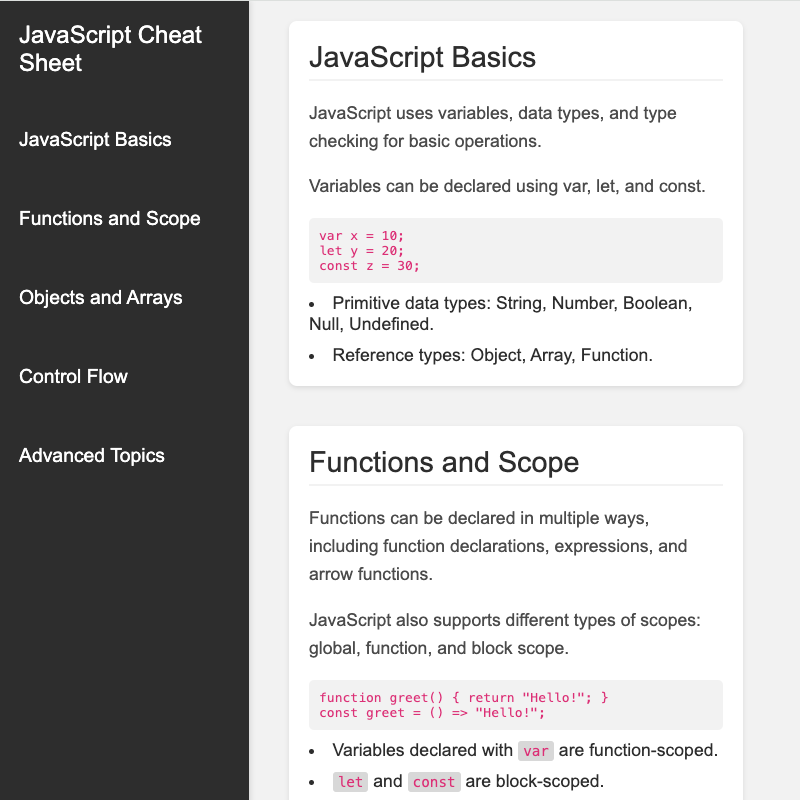 JavaScript Cheat
Sheet
JavaScript Basics
Functions and Scope
Objects and Arrays
Control Flow
Advanced Topics
JavaScript Basics
JavaScript uses variables, data types, and type
checking for basic operations.
Variables can be declared using var, let, and const.
var x = 10;
let y = 20;
const z = 30;
• Primitive data types: String, Number, Boolean,
Null, Undefined.
• Reference types: Object, Array, Function.
Functions and Scope
Functions can be declared in multiple ways,
including function declarations, expressions, and
arrow functions.
JavaScript also supports different types of scopes:
global, function, and block scope.
function greet() { return "Hello!"; }
const greet = () => "Hello!";
• Variables declared with var are function-scoped.
• let and const are block-scoped.